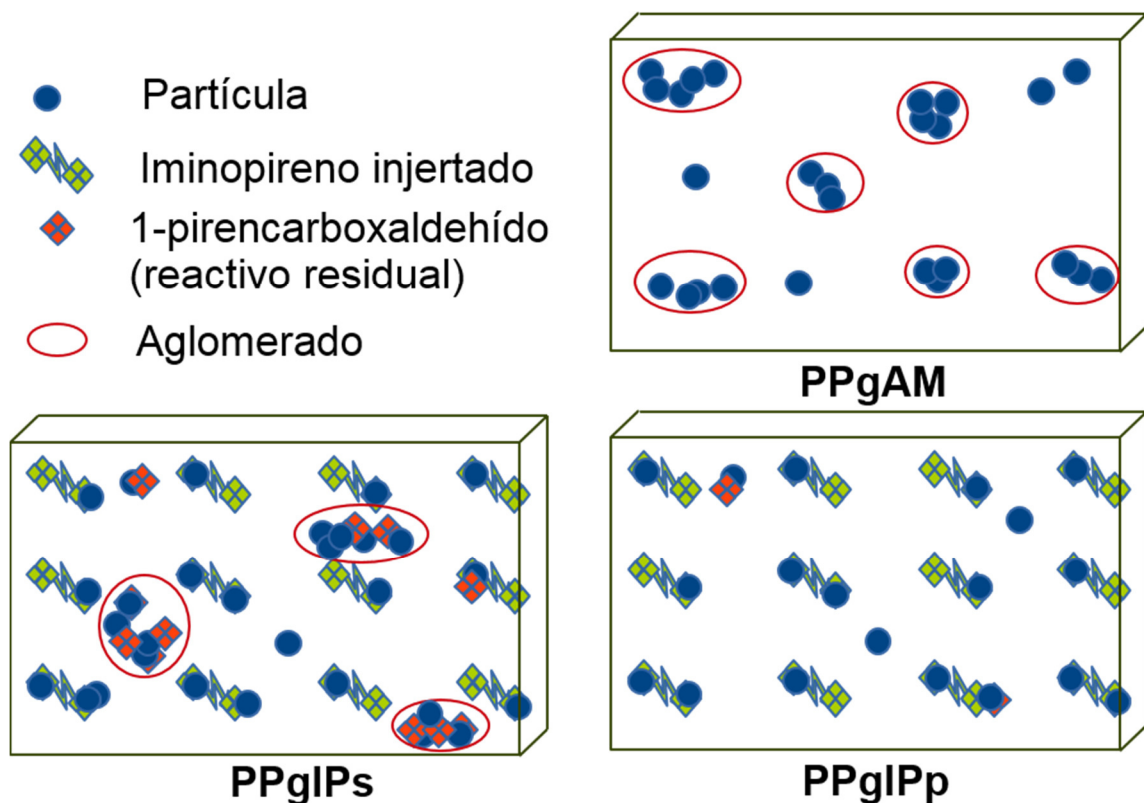 Partícula
Iminopireno injertado
1-pirencarboxaldehído
(reactivo residual)
Aglomerado
PPgAM
PPgIPs
PPgIPp